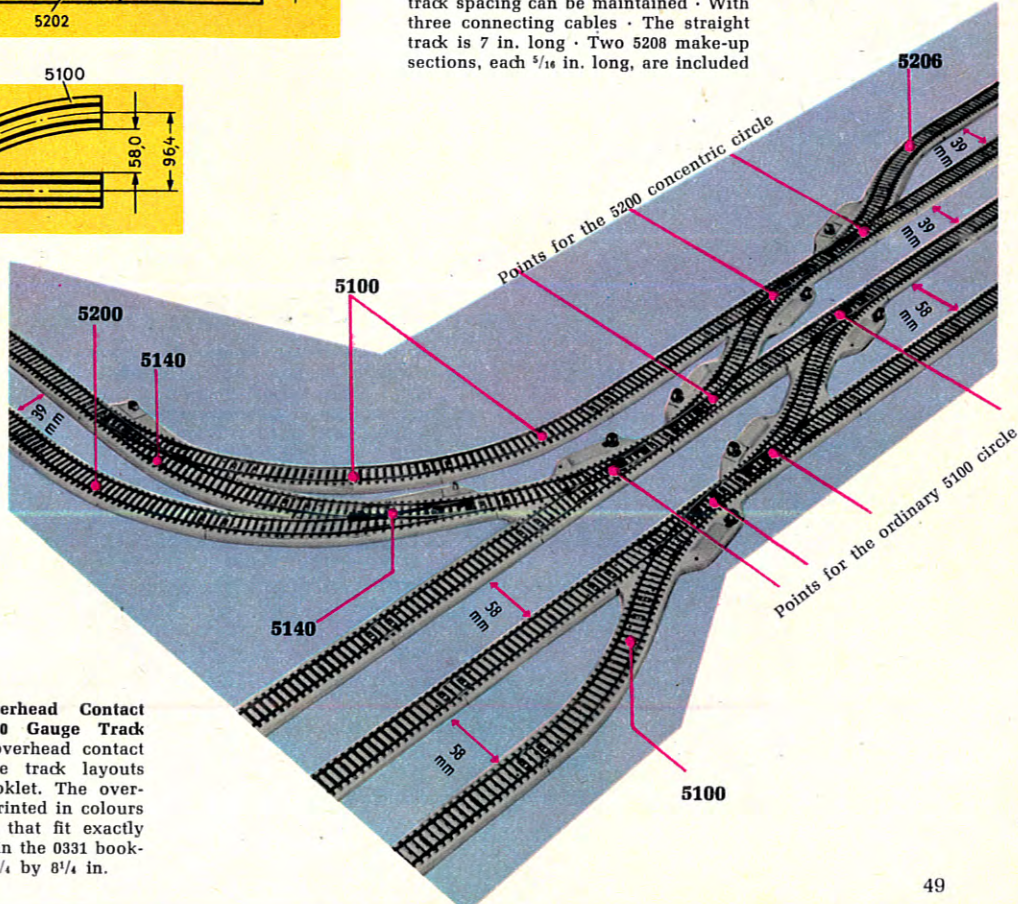 5202
5100
58,0
96,4
track spacing can be maintained · With
three connecting cables · The straight
track is 7 in. long · Two 5208 make-up
sections, each 5/16 in. long, are included
5206
39 mm
Points for the 5200 concentric circle
39 mm
5100
58 mm
5200
5140
39 mm
Points for the ordinary 5100 circle
58 mm
5140
58 mm
5100
erhead Contact
0 Gauge Track
overhead contact
e track layouts
oklet. The over-
rinted in colours
that fit exactly
n the 0331 book-
/4 by 8 1/4 in.
49